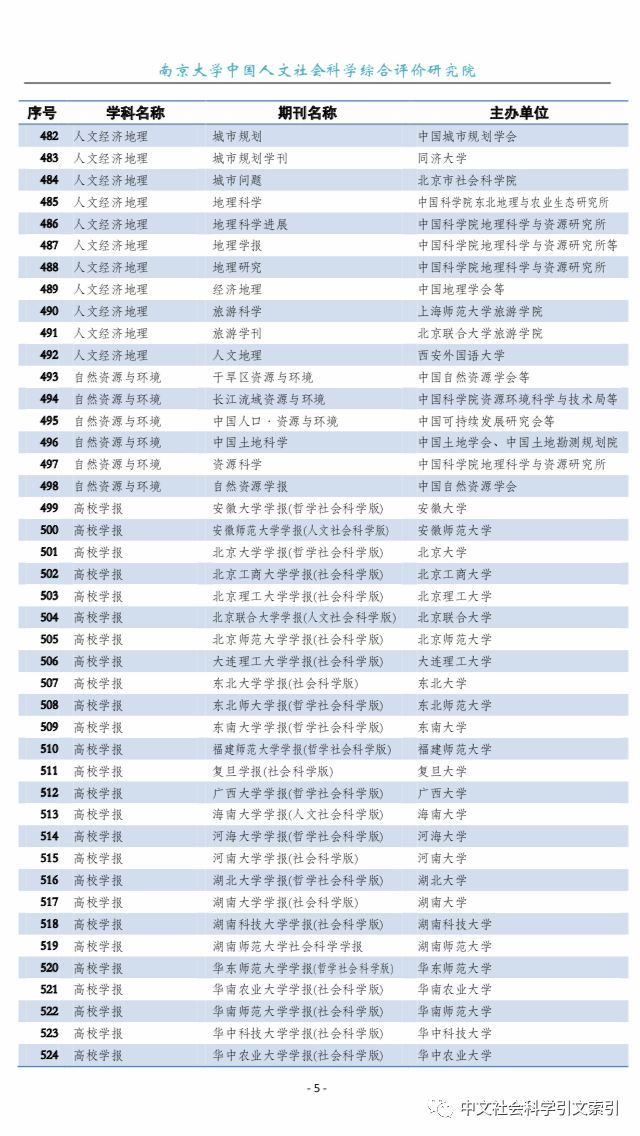 南京大学中国人文社会科学综合评价研究院
序号 学科名称 期刊名称 主办单位
482 人文经济地理 城市规划 中国城市规划学会
483 人文经济地理 城市规划学刊 同济大学
484 人文经济地理 城市问题 北京市社会科学院
485 人文经济地理 地理科学 中国科学院东北地理与农业生态研究所
486 人文经济地理 地理科学进展 中国科学院地理科学与资源研究所
487 人文经济地理 地理学报 中国科学院地理科学与资源研究所等
488 人文经济地理 地理研究 中国科学院地理科学与资源研究所
489 人文经济地理 经济地理 中国地理学会等
490 人文经济地理 旅游科学 上海师范大学旅游学院
491 人文经济地理 旅游学刊 北京联合大学旅游学院
492 人文经济地理 人文地理 西安外国语大学
493 自然资源与环境 干旱区资源与环境 中国自然资源学会等
494 自然资源与环境 长江流域资源与环境 中国科学院资源环境科学与技术局等
495 自然资源与环境 中国人口·资源与环境 中国可持续发展研究会等
496 自然资源与环境 中国土地科学 中国土地学会、中国土地勘测规划院
497 自然资源与环境 资源科学 中国科学院地理科学与资源研究所
498 自然资源与环境 自然资源学报 中国自然资源学会
499 高校学报 安徽大学学报(哲学社会科学版) 安徽大学
500 高校学报 安徽师范大学学报(人文社会科学版) 安徽师范大学
501 高校学报 北京大学学报(哲学社会科学版) 北京大学
502 高校学报 北京工商大学学报(社会科学版) 北京工商大学
503 高校学报 北京理工大学学报(社会科学版) 北京理工大学
504 高校学报 北京联合大学学报(人文社会科学版) 北京联合大学
505 高校学报 北京师范大学学报(社会科学版) 北京师范大学
506 高校学报 大连理工大学学报(社会科学版) 大连理工大学
507 高校学报 东北大学学报(社会科学版) 东北大学
508 高校学报 东北师大学报(哲学社会科学版) 东北师范大学
509 高校学报 东南大学学报(哲学社会科学版) 东南大学
510 高校学报 福建师范大学学报(哲学社会科学版) 福建师范大学
511 高校学报 复旦学报(社会科学版) 复旦大学
512 高校学报 广西大学学报(哲学社会科学版) 广西大学
513 高校学报 海南大学学报(人文社会科学版) 海南大学
514 高校学报 河海大学学报(哲学社会科学版) 河海大学
515 高校学报 河南大学学报(社会科学版) 河南大学
516 高校学报 湖北大学学报(哲学社会科学版) 湖北大学
517 高校学报 湖南大学学报(社会科学版) 湖南大学
518 高校学报 湖南科技大学学报(社会科学版) 湖南科技大学
519 高校学报 湖南师范大学社会科学学报 湖南师范大学
520 高校学报 华东师范大学学报(哲学社会科学版) 华东师范大学
521 高校学报 华南农业大学学报(社会科学版) 华南农业大学
522 高校学报 华南师范大学学报(社会科学版) 华南师范大学
523 高校学报 华中科技大学学报(社会科学版) 华中科技大学
524 高校学报 华中农业大学学报(社会科学版) 华中农业大学
- 5 -
中文社会科学引文索引